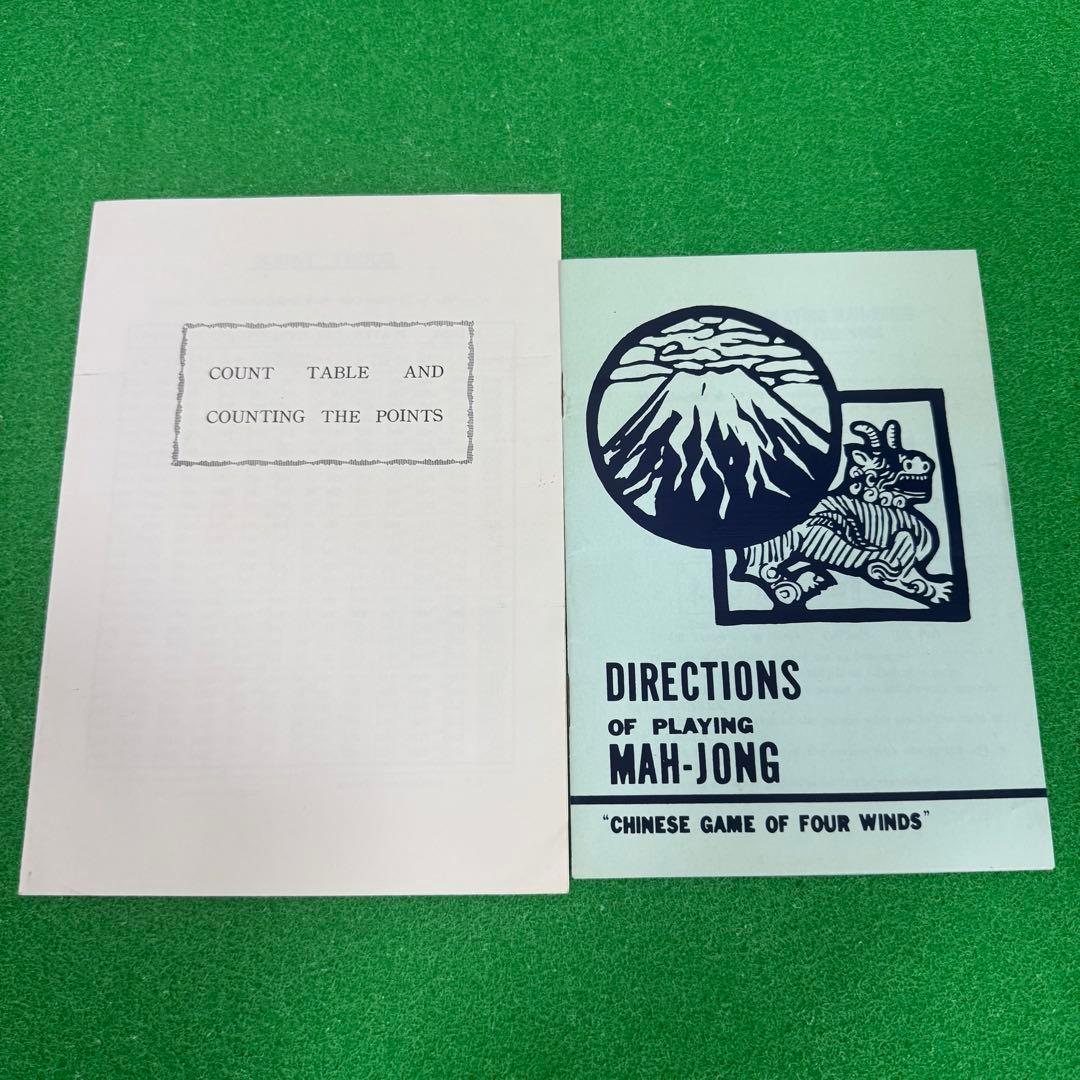 COUNT TABLE AND
COUNTING THE POINTS
DIRECTIONS
OF PLAYING
MAH-JONG
"CHINESE GAME OF FOUR WINDS"